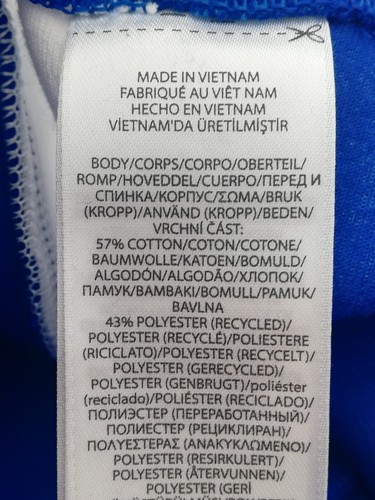 MADE IN VIETNAM
FABRIQUÉ AU VIÊT NAM
HECHO EN VIETNAM
VİETNAM'DA ÜRETİLMİŞTİR
BODY/CORPS/CORPO/OBERTEIL/
ROMP/HOVEDDEL/CUERPO/ПЕРЕД И
СПИНКА/КОРПУС/ΣΩΜΑ/BRUK
(KROPP)/ANVÄND (KROPP)/BEDEN/
VRCHNÍ ČÁST:
57% COTTON/COTON/COTONE/
BAUMWOLLE/KATOEN/BOMULD/
ALGODÓN/ALGODÃO/ХЛОПОК/
ПАМУК/BAMBAKI/BOMULL/PAMUK/
BAVLNA
43% POLYESTER (RECYCLED)/
POLYESTER (RECYCLÉ)/POLIESTERE
(RICICLATO)/POLYESTER (RECYCELT)/
POLYESTER (GERECYCLED)/
POLYESTER (GENBRUGT)/poliéster
(reciclado)/POLIÉSTER (RECICLADO)/
ПОЛИЭСТЕР (ПЕРЕРАБОТАННЫЙ)/
ПОЛИЕСТЕР (РЕЦИКЛИРАН)/
ΠΟΛΥΕΣΤΕΡΑΣ (ΑΝΑΚΥΚΛΩΜΕΝΟ)/
POLYESTER (RESIRKULERT)/
POLYESTER (ÅTERVUNNEN)/
POLYESTER (GERİ